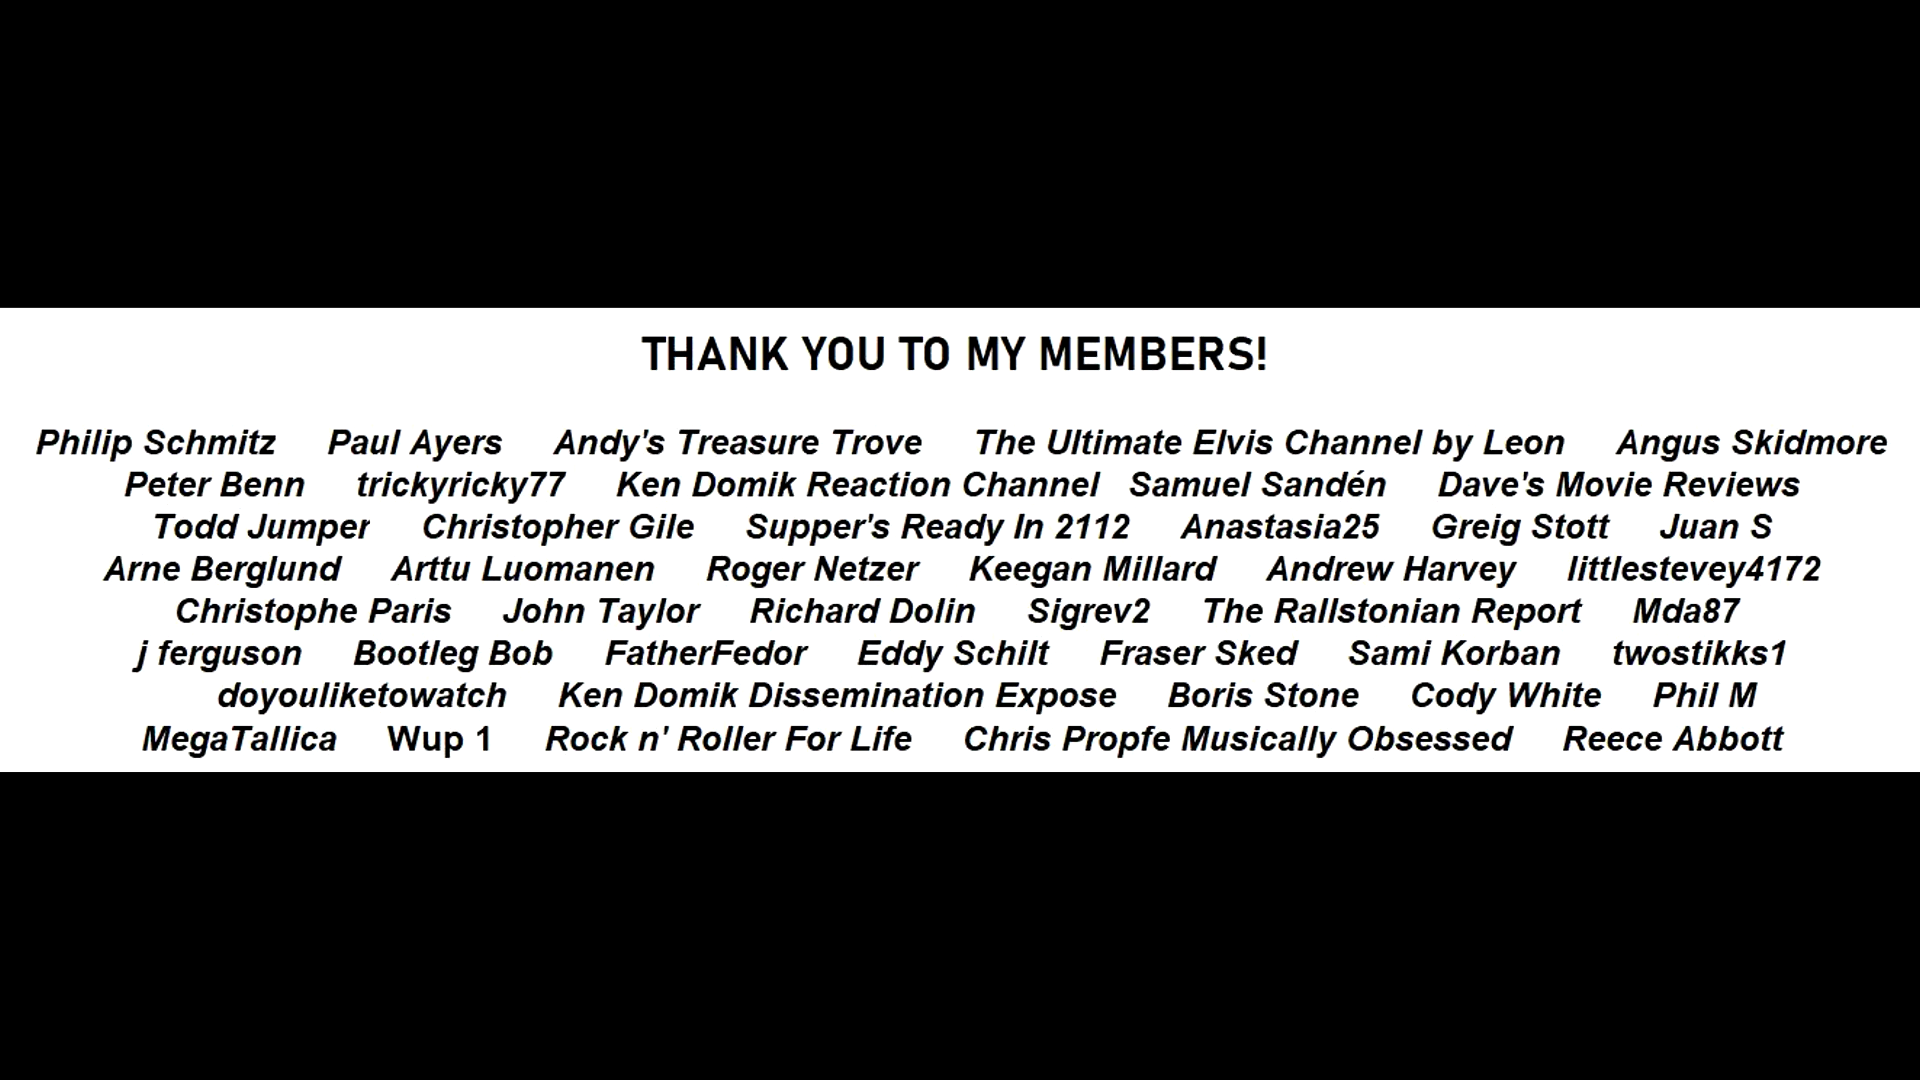 THANK YOU TO MY MEMBERS!
Philip Schmitz Paul Ayers Andy's Treasure Trove The Ultimate Elvis Channel by Leon Angus Skidmore
Peter Benn trickyricky77 Ken Domik Reaction Channel Samuel Sandén Dave's Movie Reviews
Todd Jumper Christopher Gile Supper's Ready In 2112 Anastasia25 Greig Stott Juan S
Arne Berglund Arttu Luomanen Roger Netzer Keegan Millard Andrew Harvey littlestevey4172
Christophe Paris John Taylor Richard Dolin Sigrev2 The Rallstonian Report Mda87
j ferguson Bootleg Bob FatherFedor Eddy Schilt Fraser Sked Sami Korban twostikks1
doyouliketowatch Ken Domik Dissemination Expose Boris Stone Cody White Phil M
MegaTallica Wup 1 Rock n' Roller For Life Chris Propfe Musically Obsessed Reece Abbott